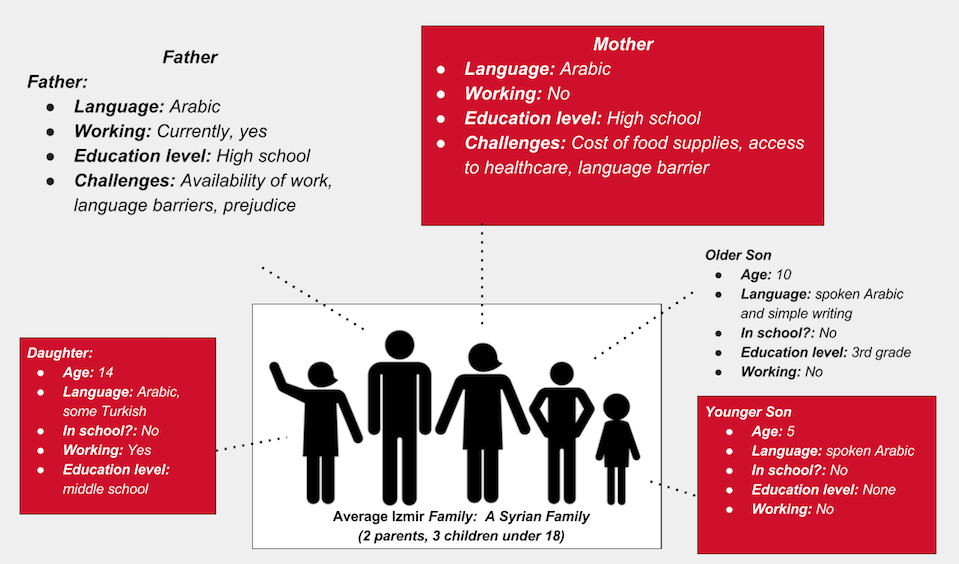 Father
Father:
● Language: Arabic
● Working: Currently, yes
● Education level: High school
● Challenges: Availability of work,
language barriers, prejudice
Mother
● Language: Arabic
● Working: No
● Education level: High school
● Challenges: Cost of food supplies, access
to healthcare, language barrier
Older Son
● Age: 10
● Language: spoken Arabic
and simple writing
● In school?: No
● Education level: 3rd grade
● Working: No
Daughter:
● Age: 14
● Language: Arabic,
some Turkish
● In school?: No
● Working: Yes
● Education level:
middle school
Younger Son
● Age: 5
● Language: spoken Arabic
● In school?: No
● Education level: None
● Working: No
Average Izmir Family: A Syrian Family
(2 parents, 3 children under 18)